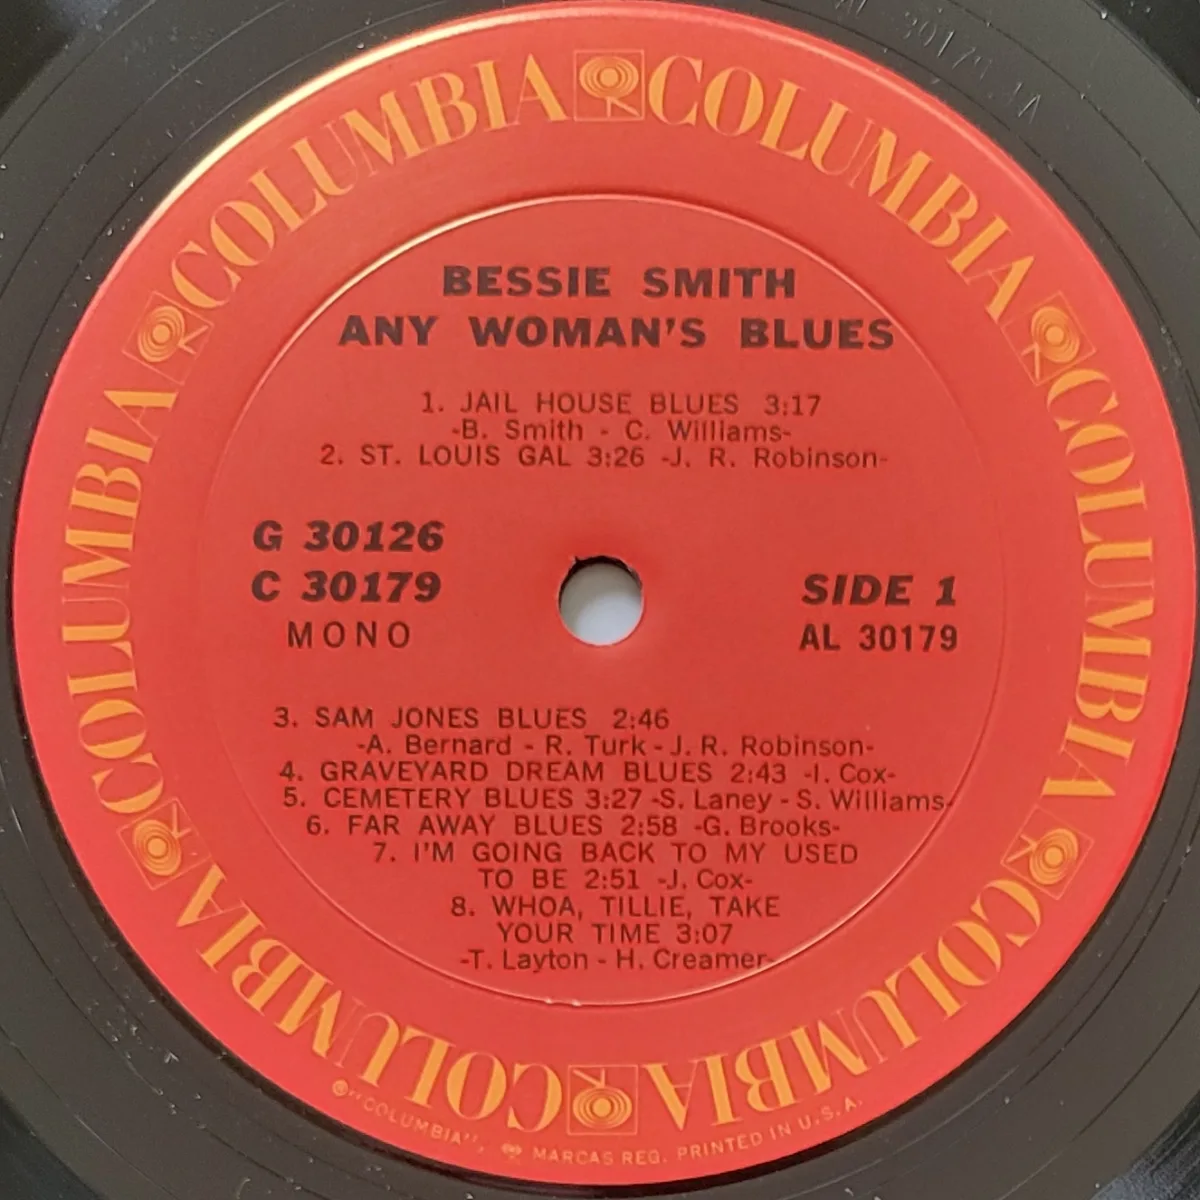 COLUMBIA COLUMBIA COLUMBIA COLUMBIA COLUMBIA COLUMBIA
BESSIE SMITH
ANY WOMAN'S BLUES
1. JAIL HOUSE BLUES 3:17
-B. Smith - C. Williams-
2. ST. LOUIS GAL 3:26 -J. R. Robinson-
G 30126
C 30179
MONO
SIDE 1
AL 30179
3. SAM JONES BLUES 2:46
-A. Bernard - R. Turk - J. R. Robinson-
4. GRAVEYARD DREAM BLUES 2:43 -I. Cox-
5. CEMETERY BLUES 3:27 -S. Laney - S. Williams-
6. FAR AWAY BLUES 2:58 -G. Brooks-
7. I'M GOING BACK TO MY USED
TO BE 2:51 -J. Cox-
8. WHOA, TILLIE, TAKE
YOUR TIME 3:07
-T. Layton - H. Creamer-
"COLUMBIA", MARCAS REG. PRINTED IN U.S.A.